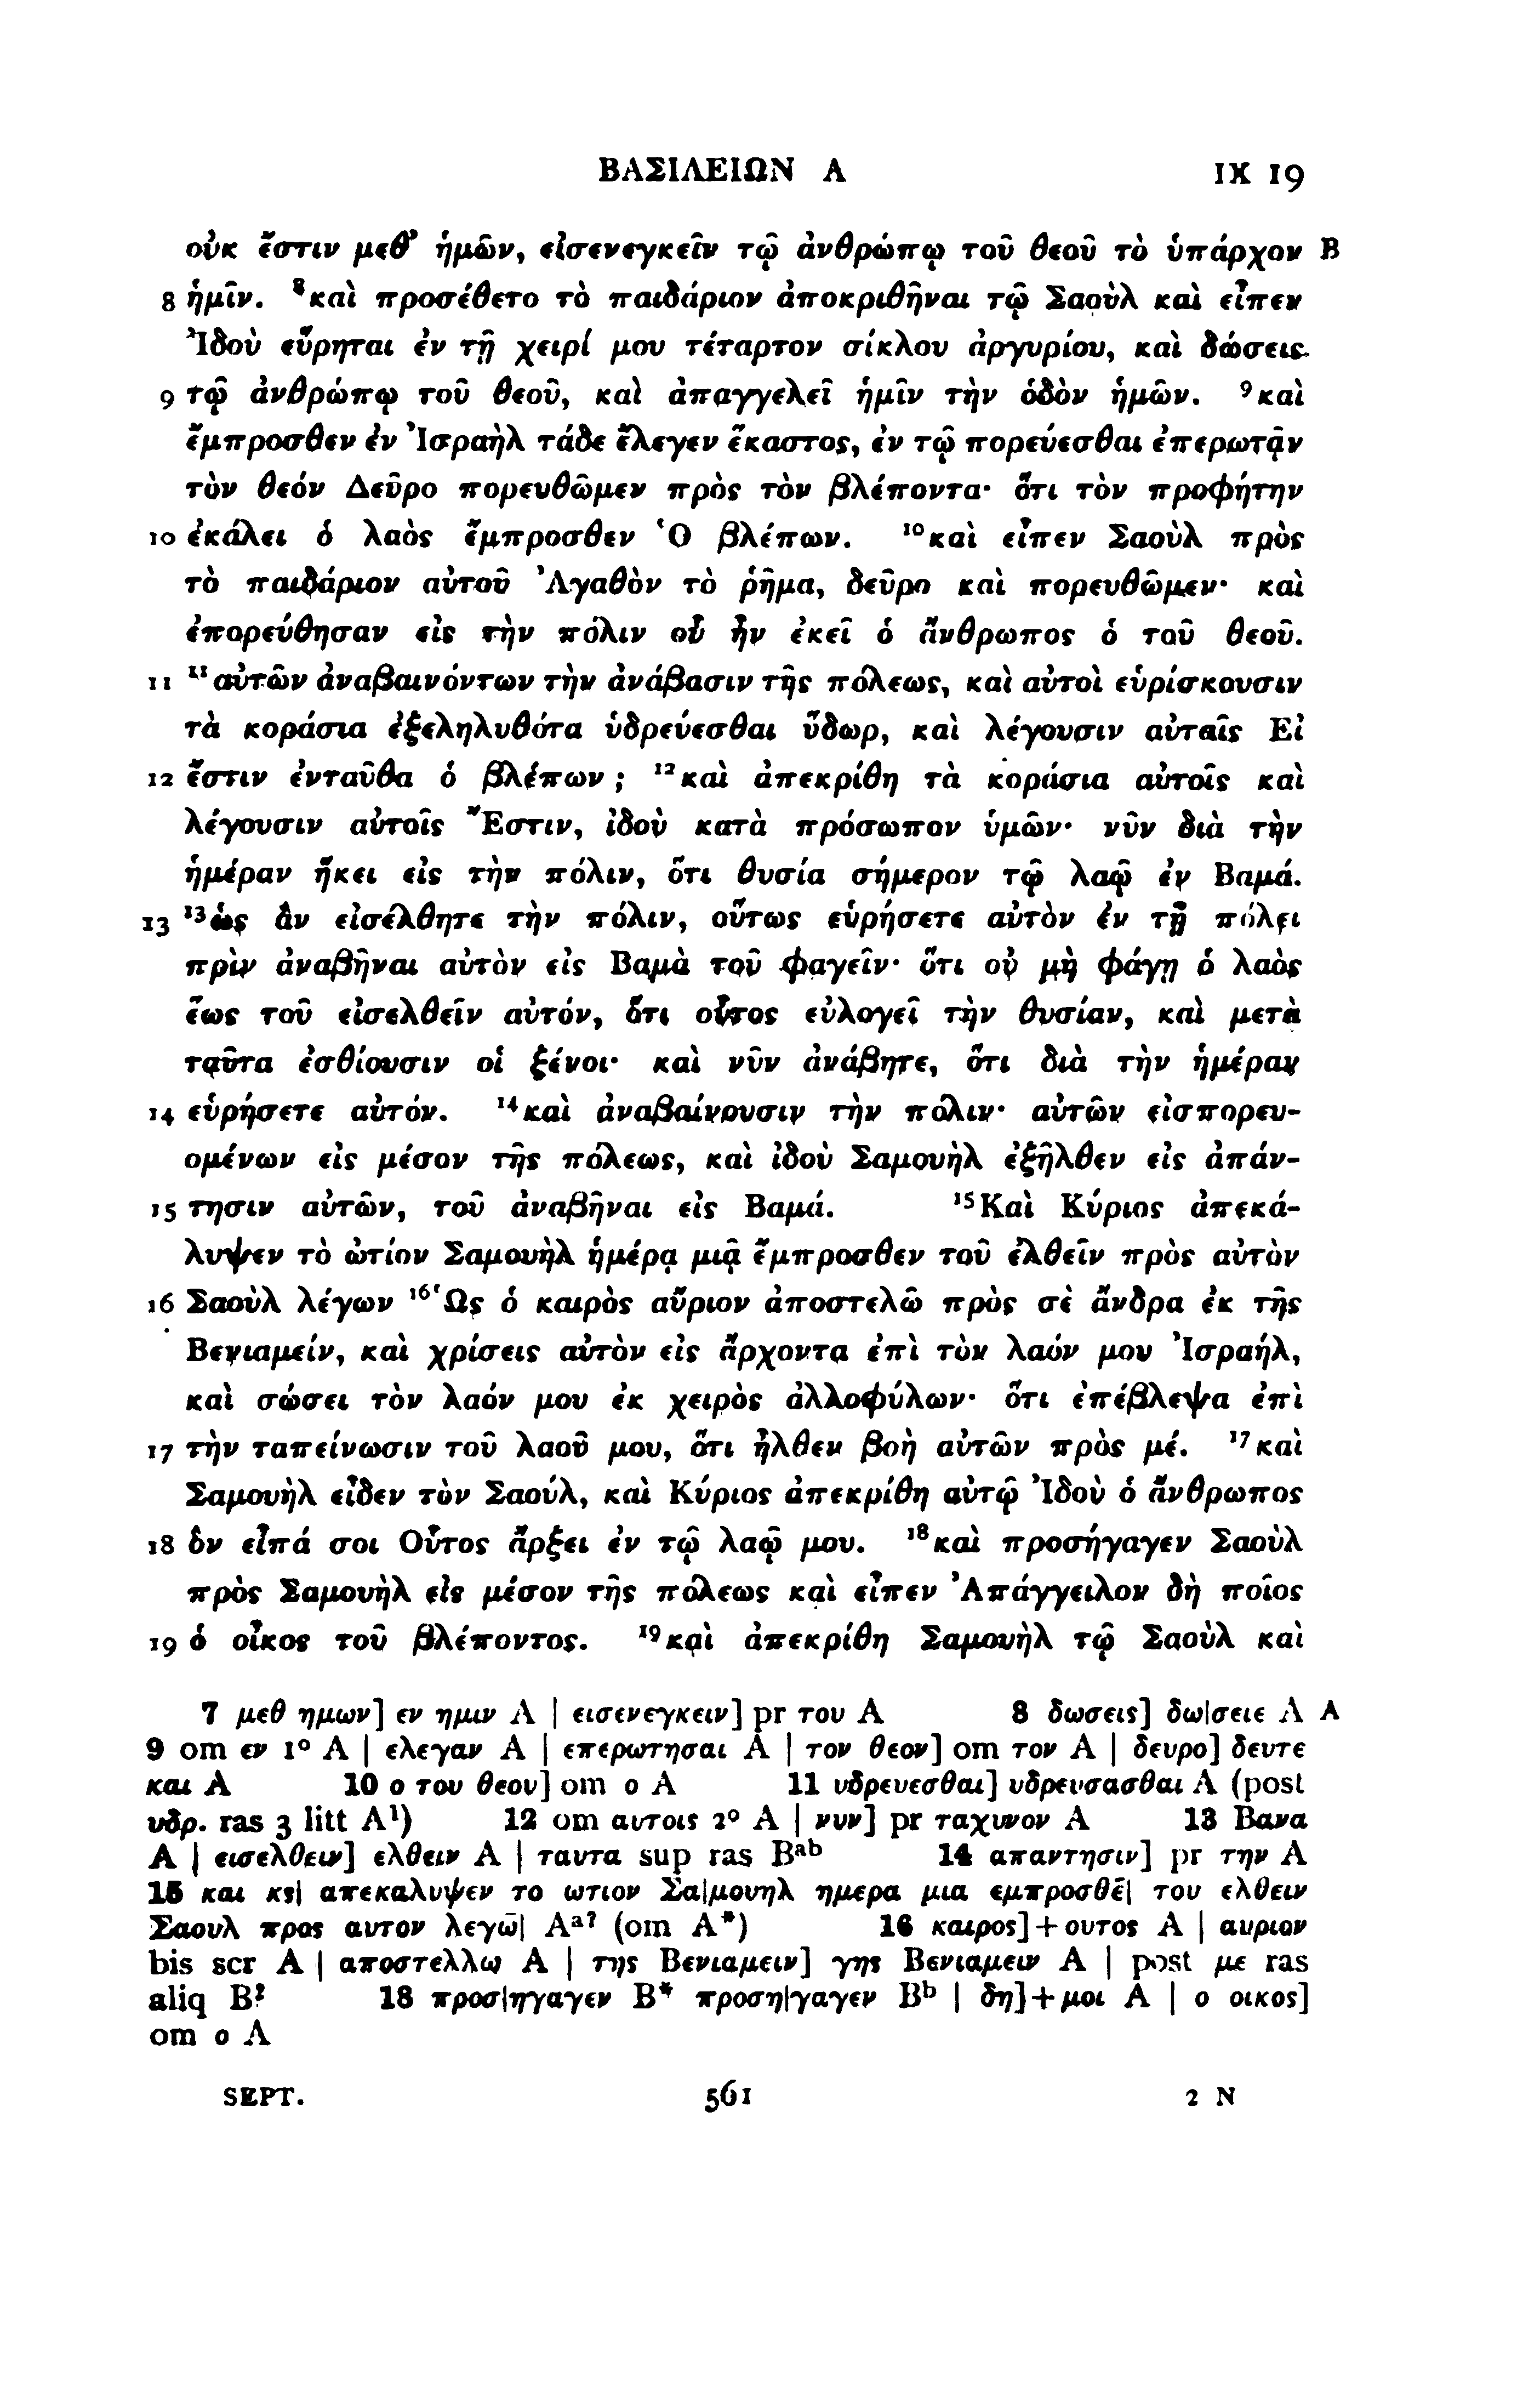 ΒΑΣΙΛΕΙΩΝ Α IX 19
οὐκ ἔστιν μεθ’ ἡμῶν, εἰσενεγκεῖν τῷ ἀνθρώπῳ τοῦ θεοῦ τὸ ὑπάρχον B
8 ἡμῖν. ⁸καὶ προσέθετο τὸ παιδάριον ἀποκριθῆναι τῷ Σαοὺλ καὶ εἶπεν
Ἰδοὺ εὕρηται ἐν τῇ χειρί μου τέταρτον σίκλου ἀργυρίου, καὶ δώσεις
9 τῷ ἀνθρώπῳ τοῦ θεοῦ, καὶ ἀπαγγελεῖ ἡμῖν τὴν ὁδὸν ἡμῶν. ⁹καὶ
ἔμπροσθεν ἐν Ἰσραὴλ τάδε ἔλεγεν ἕκαστος, ἐν τῷ πορεύεσθαι ἐπερωτᾷν
τὸν θεόν Δεῦρο πορευθῶμεν πρὸς τὸν βλέποντα· ὅτι τὸν προφήτην
10 ἐκάλει ὁ λαὸς ἔμπροσθεν Ὁ βλέπων. ¹⁰καὶ εἶπεν Σαοὺλ πρὸς
τὸ παιδάριον αὐτοῦ Ἀγαθὸν τὸ ῥῆμα, δεῦρο καὶ πορευθῶμεν· καὶ
ἐπορεύθησαν εἰς τὴν πόλιν οὗ ἦν ἐκεῖ ὁ ἄνθρωπος ὁ τοῦ θεοῦ.
11 ¹¹αὐτῶν ἀναβαινόντων τὴν ἀνάβασιν τῆς πόλεως, καὶ αὐτοὶ εὑρίσκουσιν
τὰ κοράσια ἐξεληλυθότα ὑδρεύεσθαι ὕδωρ, καὶ λέγουσιν αὐταῖς Εἰ
12 ἔστιν ἐνταῦθα ὁ βλέπων ; ¹²καὶ ἀπεκρίθη τὰ κοράσια αὐτοῖς καὶ
λέγουσιν αὐτοῖς Ἔστιν, ἰδοὺ κατὰ πρόσωπον ὑμῶν· νῦν διὰ τὴν
ἡμέραν ἥκει εἰς τὴν πόλιν, ὅτι θυσία σήμερον τῷ λαῷ ἐν Βαμά.
13 ¹³ὡς ἂν εἰσέλθητε τὴν πόλιν, οὕτως εὑρήσετε αὐτὸν ἐν τῇ πόλει
πρὶν ἀναβῆναι αὐτὸν εἰς Βαμὰ τοῦ φαγεῖν· ὅτι οὐ μὴ φάγῃ ὁ λαὸς
ἕως τοῦ εἰσελθεῖν αὐτόν, ὅτι οὗτος εὐλογεῖ τὴν θυσίαν, καὶ μετὰ
ταῦτα ἐσθίουσιν οἱ ξένοι· καὶ νῦν ἀνάβητε, ὅτι διὰ τὴν ἡμέραν
14 εὑρήσετε αὐτόν. ¹⁴καὶ ἀναβαίνουσιν τὴν πόλιν· αὐτῶν εἰσπορευ-
ομένων εἰς μέσον τῆς πόλεως, καὶ ἰδοὺ Σαμουὴλ ἐξῆλθεν εἰς ἀπάν-
15 τησιν αὐτῶν, τοῦ ἀναβῆναι εἰς Βαμά. ¹⁵Καὶ Κύριος ἀπεκά-
λυψεν τὸ ὠτίον Σαμουὴλ ἡμέρᾳ μιᾷ ἔμπροσθεν τοῦ ἐλθεῖν πρὸς αὐτὸν
16 Σαοὺλ λέγων ¹⁶Ὡς ὁ καιρὸς αὔριον ἀποστελῶ πρὸς σὲ ἄνδρα ἐκ τῆς
Βενιαμείν, καὶ χρίσεις αὐτὸν εἰς ἄρχοντα ἐπὶ τὸν λαόν μου Ἰσραήλ,
καὶ σώσει τὸν λαόν μου ἐκ χειρὸς ἀλλοφύλων· ὅτι ἐπέβλεψα ἐπὶ
17 τὴν ταπείνωσιν τοῦ λαοῦ μου, ὅτι ἦλθεν βοὴ αὐτῶν πρὸς μέ. ¹⁷καὶ
Σαμουὴλ εἶδεν τὸν Σαούλ, καὶ Κύριος ἀπεκρίθη αὐτῷ Ἰδοὺ ὁ ἄνθρωπος
18 ὃν εἶπά σοι Οὗτος ἄρξει ἐν τῷ λαῷ μου. ¹⁸καὶ προσήγαγεν Σαοὺλ
πρὸς Σαμουὴλ εἰς μέσον τῆς πόλεως καὶ εἶπεν Ἀπάγγειλον δὴ ποῖος
19 ὁ οἶκος τοῦ βλέποντος. ¹⁹καὶ ἀπεκρίθη Σαμουὴλ τῷ Σαοὺλ καὶ
7 μεθ ημων] εν ημιν A | εισενεγκειν] pr του A 8 δωσεις] δω|σειε A A
9 om εν 1º A | ελεγαν A | επερωτησαι A | τον θεον] om τον A | δευρο] δευτε
και A 10 ο του θεου] om ο A 11 υδρευεσθαι] υδρευσασθαι A (post
υδρ. ras 3 litt A¹) 12 om αυτοις 2º A | νυν] pr ταχυνον A 13 Βανα
A | εισελθειν] ελθειν A | ταυτα sup ras Bᵃᵇ 14 απαντησιν] pr την A
15 και κς| απεκαλυψεν το ωτιον Σα|μουηλ ημερα μια εμπροσθε̄| του ελθειν
Σαουλ προς αυτον λεγω̄| Aᵃ? (om A*) 16 καιρος]+ουτος A | αυριον
bis scr A | αποστελλω A | της Βενιαμειν] γης Βενιαμειν A | post με ras
aliq B? 18 προσ|ηγαγεν B* προση|γαγεν Bᵇ | δη]+μοι A | ο οικος]
om ο A
SEPT. 561 2 N